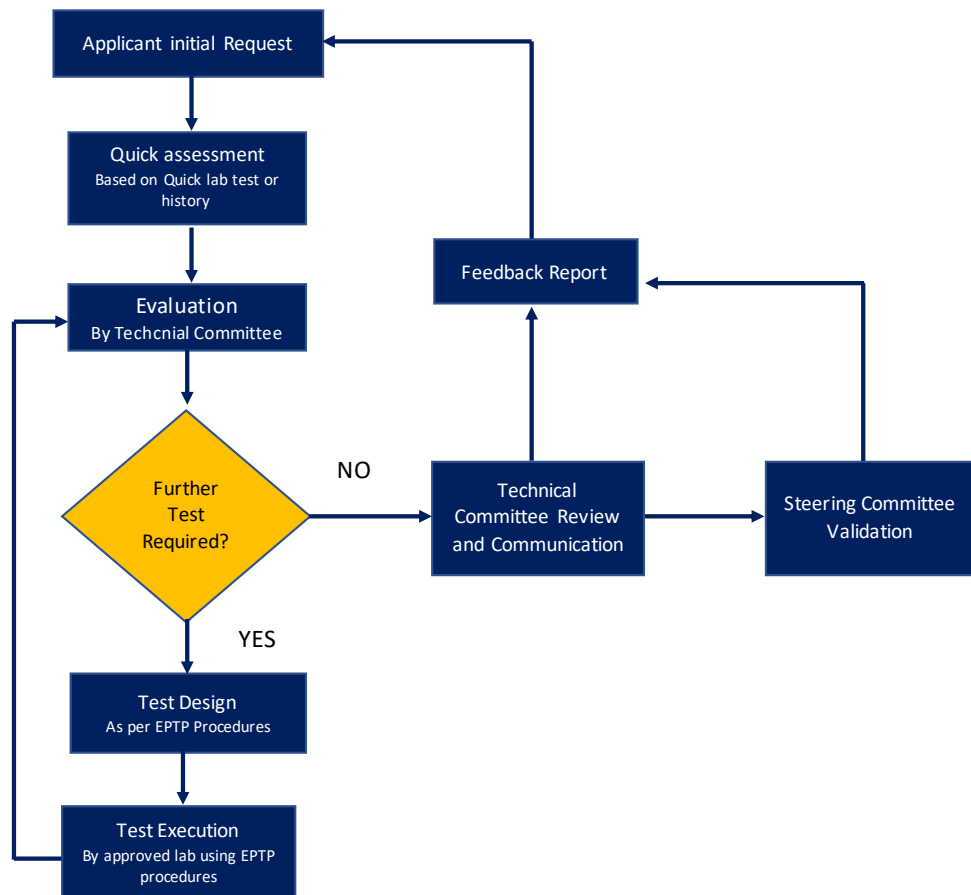 Applicant initial Request
Quick assessment
Based on Quick lab test or
history
Feedback Report
Evaluation
By Techcnial Committee
NO
Further
Test
Required?
Technical
Committee Review
and Communication
Steering Committee
Validation
YES
Test Design
As per EPTP Procedures
Test Execution
By approved lab using EPTP
procedures